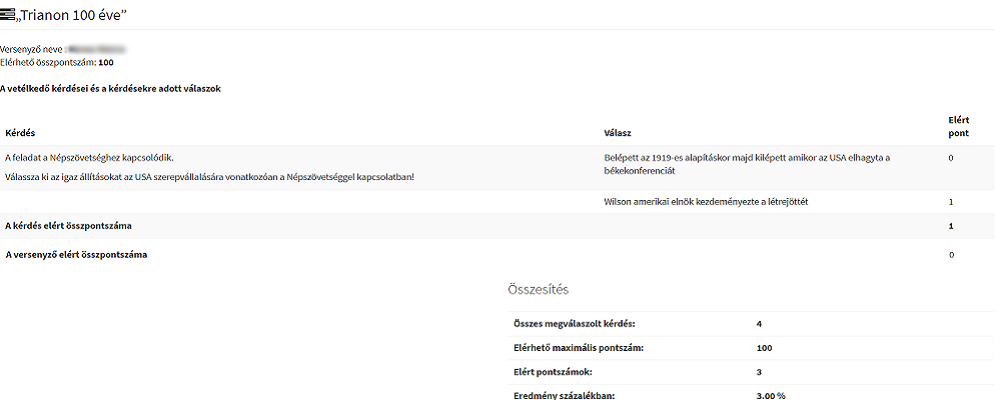 „Trianon 100 éve”
Versenyző neve :
Elérhető összpontszám: 100
A vetélkedő kérdései és a kérdésekre adott válaszok
Kérdés Válasz Elért pont
A feladat a Népszövetséghez kapcsolódik.
Válassza ki az igaz állításokat az USA szerepvállalására vonatkozóan a Népszövetséggel kapcsolatban!
Belépett az 1919-es alapításkor majd kilépett amikor az USA elhagyta a
békekonferenciát
0
Wilson amerikai elnök kezdeményezte a létrejöttét 1
A kérdés elért összpontszáma 1
A versenyző elért összpontszáma 0
Összesítés
Összes megválaszolt kérdés: 4
Elérhető maximális pontszám: 100
Elért pontszámok: 3
Eredmény százalékban: 3.00 %